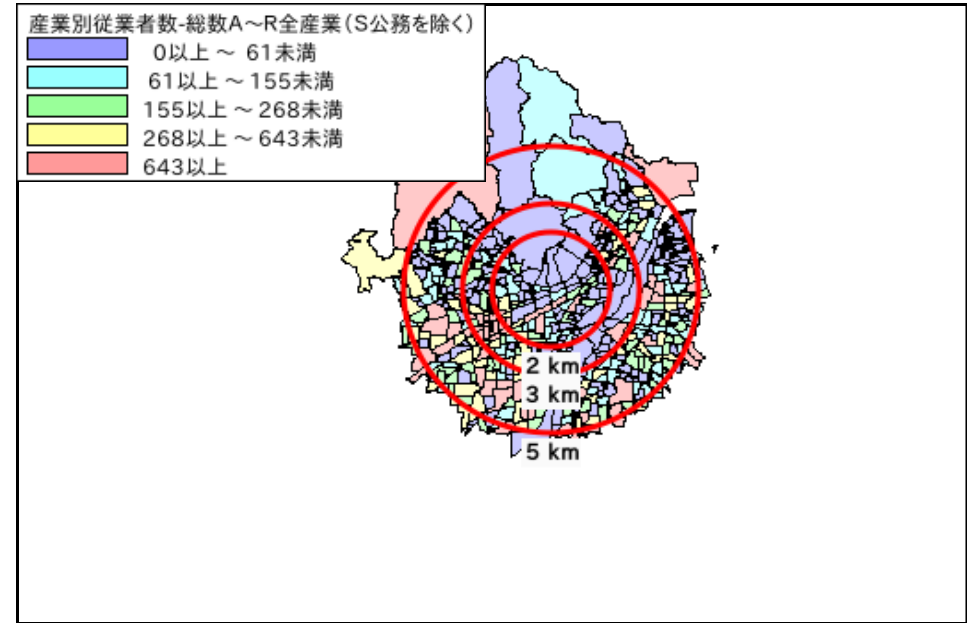 産業別従業者数-総数A～R全産業(S公務を除く)
0以上 ～ 61未満
61以上 ～ 155未満
155以上 ～ 268未満
268以上 ～ 643未満
643以上
2 km
3 km
5 km